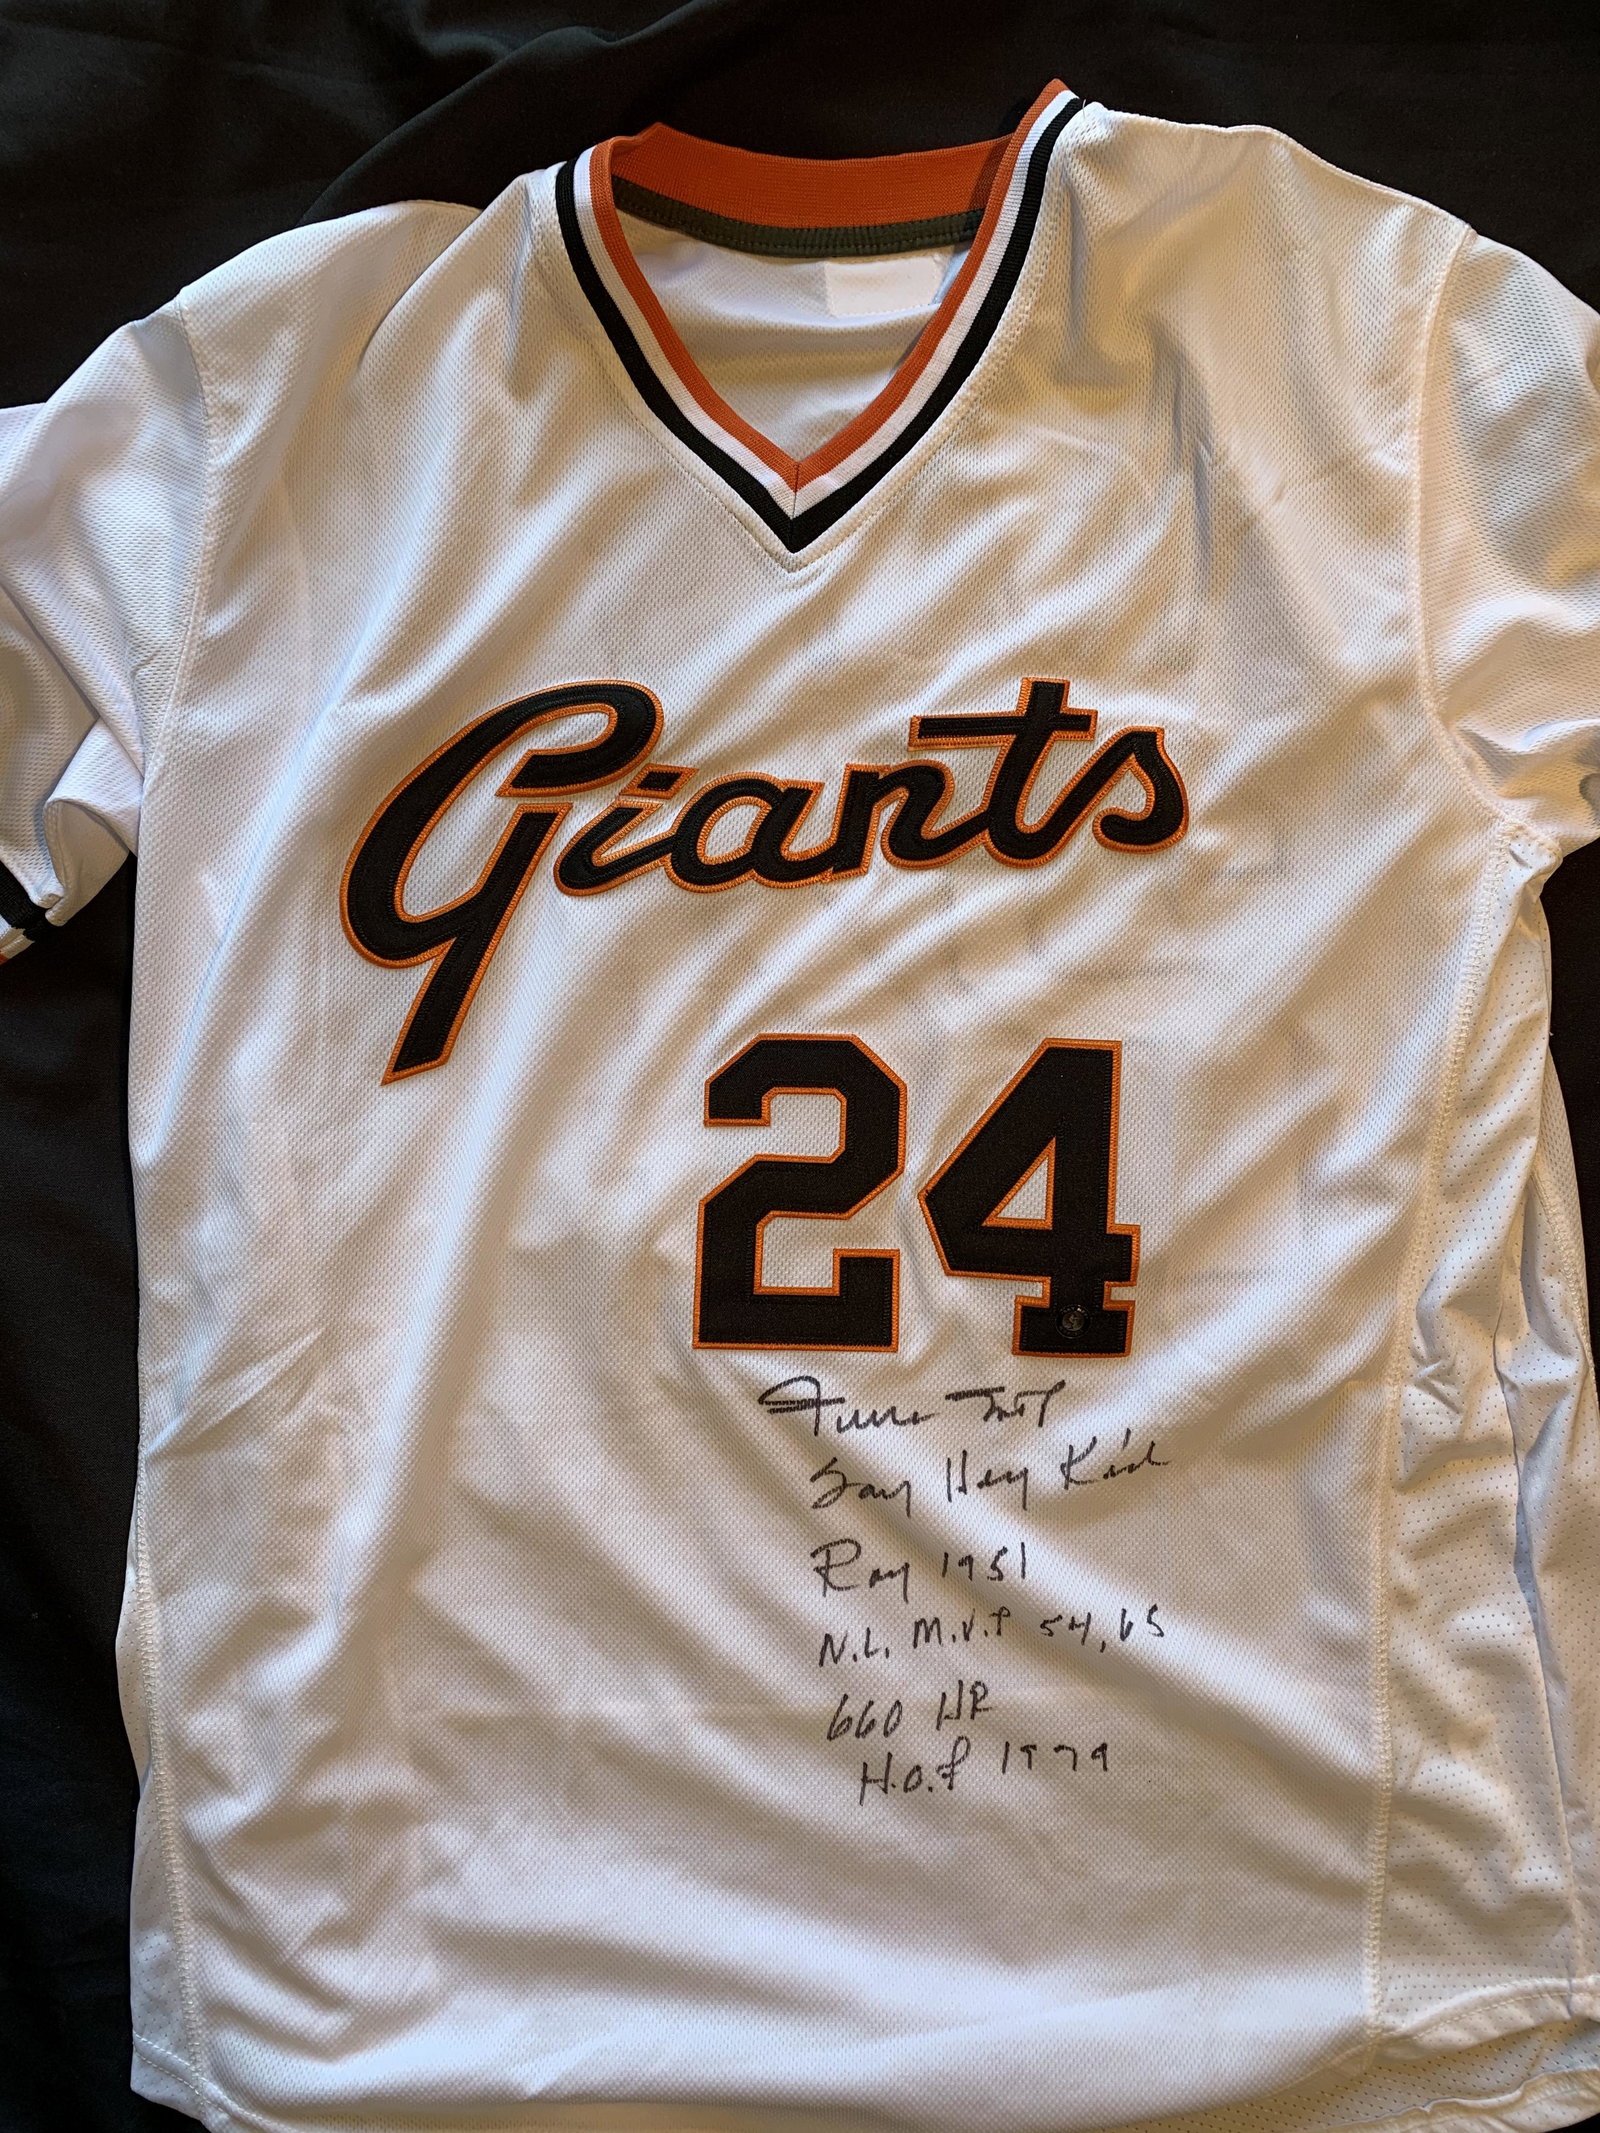 Giants
24
Say Hey Kid
Roy 1951
N.L. M.V.P 54, 65
660 HR
H.O.F 1979